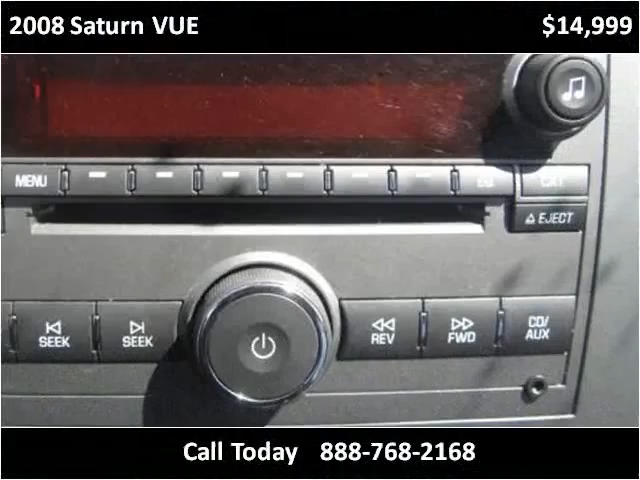 2008 Saturn VUE $14,999
MENU
△ EJECT
SEEK SEEK REV FWD CD/
AUX
Call Today 888-768-2168